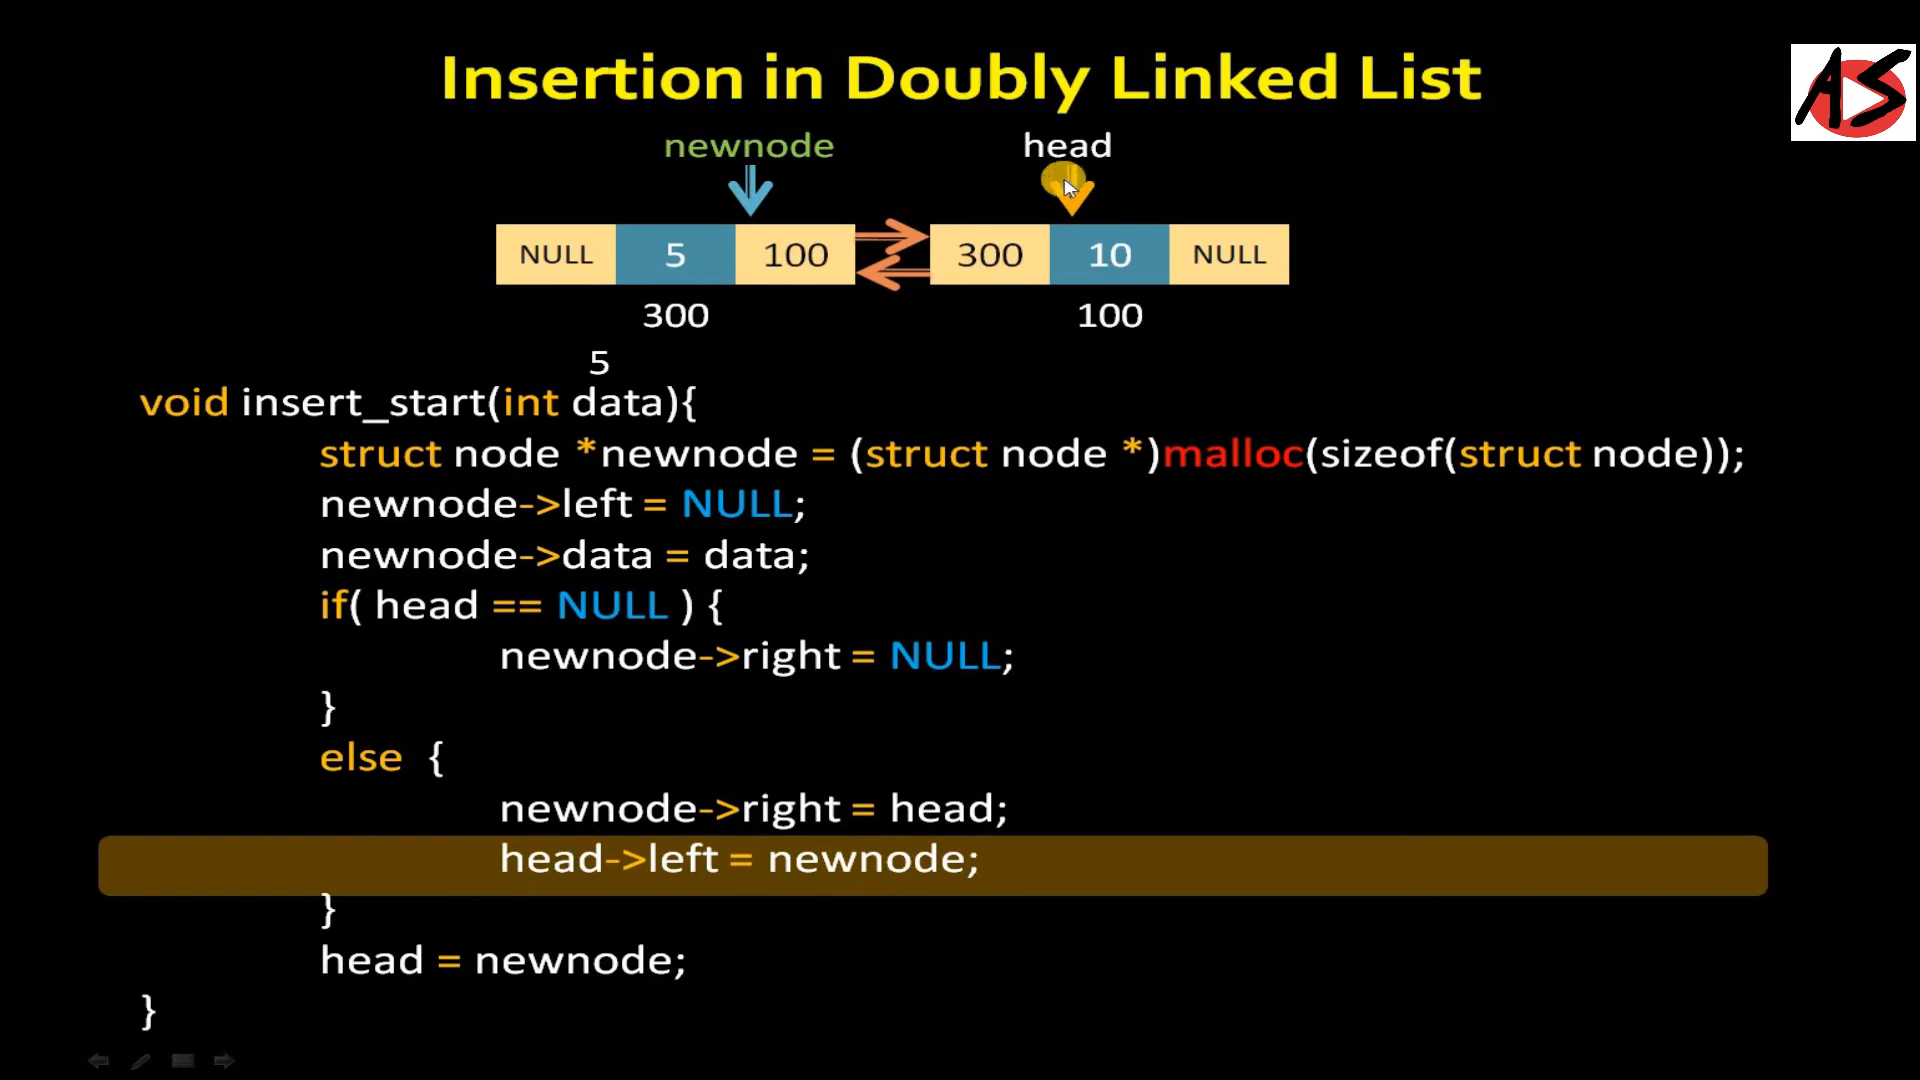 Insertion in Doubly Linked List
AS
newnode head
NULL 5 100 300 10 NULL
300 100
5
void insert_start(int data){
struct node *newnode = (struct node *)malloc(sizeof(struct node));
newnode->left = NULL;
newnode->data = data;
if( head == NULL ) {
newnode->right = NULL;
}
else {
newnode->right = head;
head->left = newnode;
}
head = newnode;
}